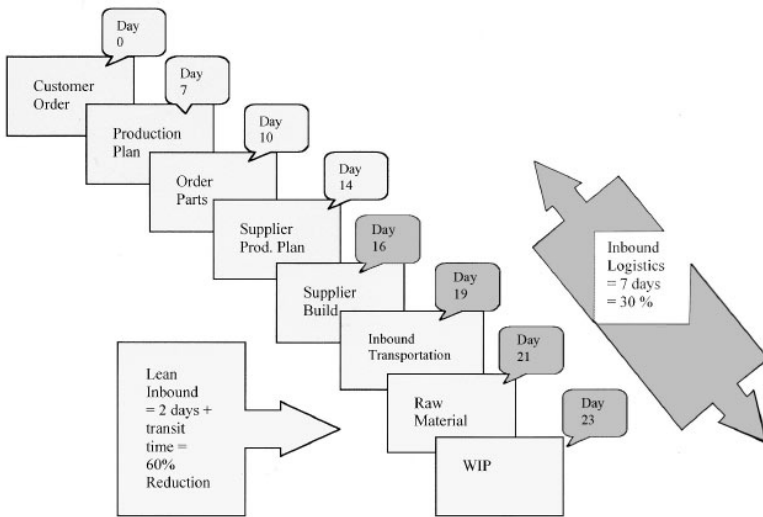 Day
0
Customer
Order
Day
7
Production
Plan
Day
10
Order
Parts
Day
14
Supplier
Prod. Plan
Day
16
Supplier
Build
Day
19
Inbound
Transportation
Day
21
Raw
Material
Day
23
WIP
Inbound
Logistics
= 7 days
= 30 %
Lean
Inbound
= 2 days +
transit
time =
60%
Reduction